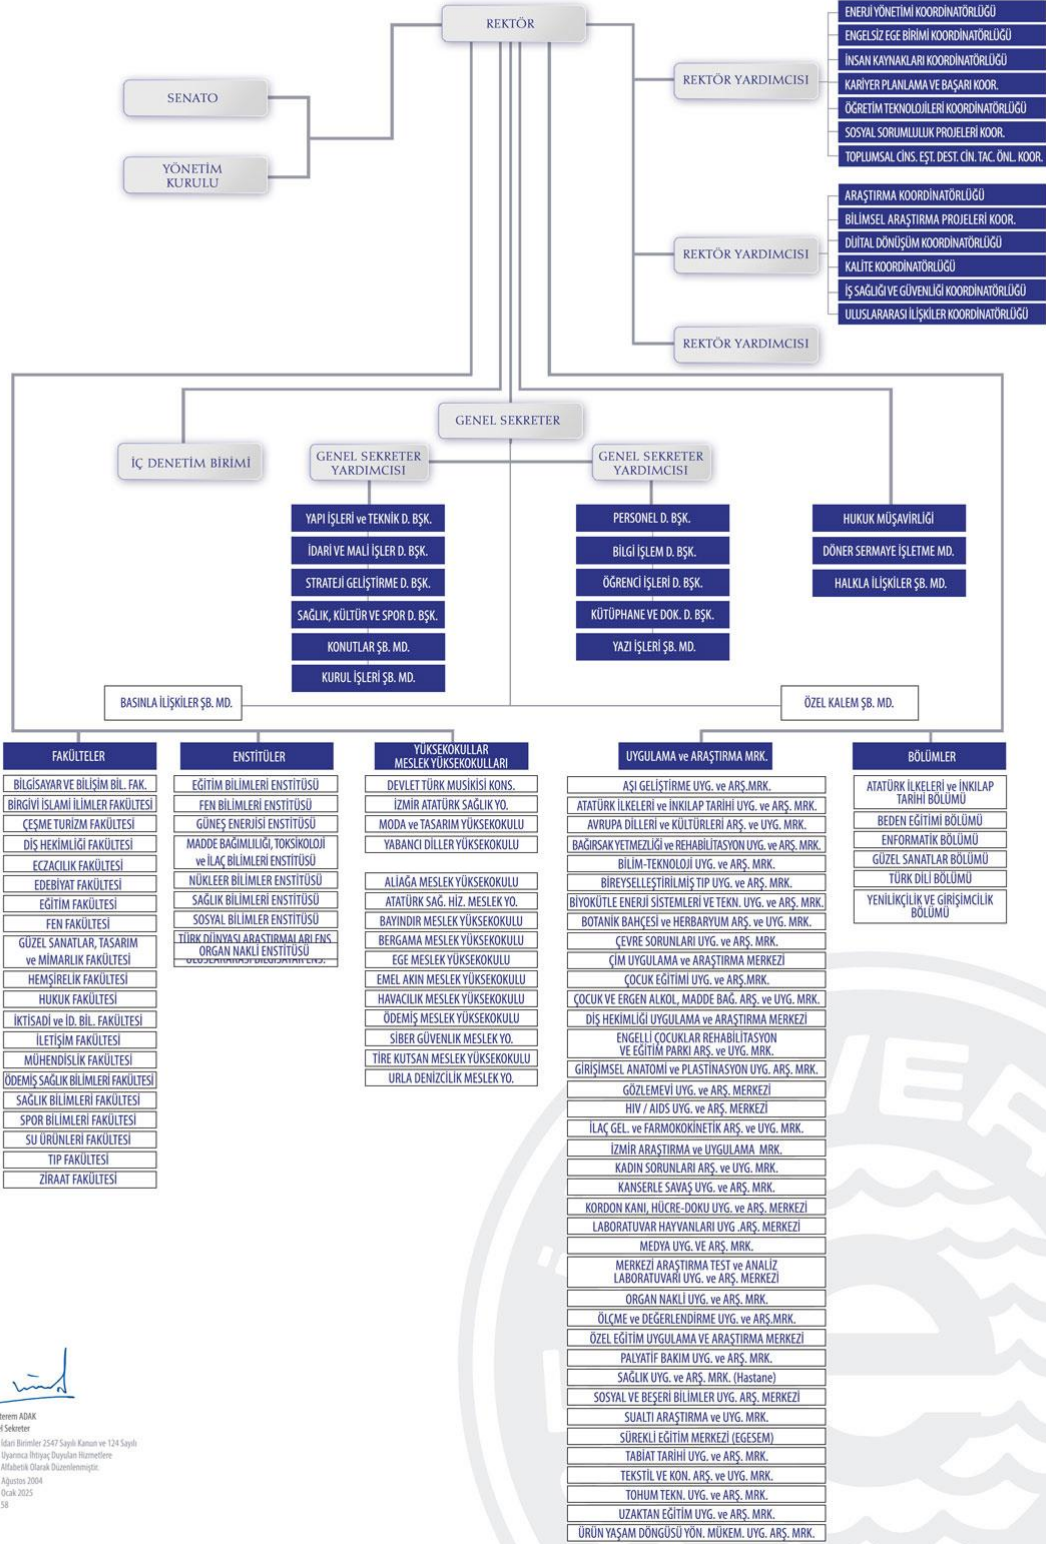 REKTÖR
SENATO
YÖNETİM
KURULU
REKTÖR YARDIMCISI
ENERJİ YÖNETİMİ KOORDİNATÖRLÜĞÜ
ENGELSİZ EGE BİRİMİ KOORDİNATÖRLÜĞÜ
İNSAN KAYNAKLARI KOORDİNATÖRLÜĞÜ
KARİYER PLANLAMA VE BAŞARI KOOR.
ÖĞRETİM TEKNOLOJİLERİ KOORDİNATÖRLÜĞÜ
SOSYAL SORUMLULUK PROJELERİ KOOR.
TOPLUMSAL CİNS. EŞT. DEST. CİN. TAC. ÖNL. KOOR.
REKTÖR YARDIMCISI
ARAŞTIRMA KOORDİNATÖRLÜĞÜ
BİLİMSEL ARAŞTIRMA PROJELERİ KOOR.
DİJİTAL DÖNÜŞÜM KOORDİNATÖRLÜĞÜ
KALİTE KOORDİNATÖRLÜĞÜ
İŞ SAĞLIĞI VE GÜVENLİĞİ KOORDİNATÖRLÜĞÜ
ULUSLARARASI İLİŞKİLER KOORDİNATÖRLÜĞÜ
REKTÖR YARDIMCISI
GENEL SEKRETER
İÇ DENETİM BİRİMİ
GENEL SEKRETER
YARDIMCISI
GENEL SEKRETER
YARDIMCISI
YAPI İŞLERİ ve TEKNİK D. BŞK.
İDARİ VE MALİ İŞLER D. BŞK.
STRATEJİ GELİŞTİRME D. BŞK.
SAĞLIK, KÜLTÜR VE SPOR D. BŞK.
KONUTLAR ŞB. MD.
KURUL İŞLERİ ŞB. MD.
PERSONEL D. BŞK.
BİLGİ İŞLEM D. BŞK.
ÖĞRENCİ İŞLERİ D. BŞK.
KÜTÜPHANE VE DOK. D. BŞK.
YAZI İŞLERİ ŞB. MD.
HUKUK MÜŞAVİRLİĞİ
DÖNER SERMAYE İŞLETME MD.
HALKLA İLİŞKİLER ŞB. MD.
BASINLA İLİŞKİLER ŞB. MD.
ÖZEL KALEM ŞB. MD.
FAKÜLTELER
BİLGİSAYAR VE BİLİŞİM BİL. FAK.
BİRGİVİ İSLAMİ İLİMLER FAKÜLTESİ
ÇEŞME TURİZM FAKÜLTESİ
DİŞ HEKİMLİĞİ FAKÜLTESİ
ECZACILIK FAKÜLTESİ
EDEBİYAT FAKÜLTESİ
EĞİTİM FAKÜLTESİ
FEN FAKÜLTESİ
GÜZEL SANATLAR, TASARIM
ve MİMARLIK FAKÜLTESİ
HEMŞİRELİK FAKÜLTESİ
HUKUK FAKÜLTESİ
İKTİSADİ ve İD. BİL. FAKÜLTESİ
İLETİŞİM FAKÜLTESİ
MÜHENDİSLİK FAKÜLTESİ
ÖDEMİŞ SAĞLIK BİLİMLERİ FAKÜLTESİ
SAĞLIK BİLİMLERİ FAKÜLTESİ
SPOR BİLİMLERİ FAKÜLTESİ
SU ÜRÜNLERİ FAKÜLTESİ
TIP FAKÜLTESİ
ZİRAAT FAKÜLTESİ
ENSTİTÜLER
EĞİTİM BİLİMLERİ ENSTİTÜSÜ
FEN BİLİMLERİ ENSTİTÜSÜ
GÜNEŞ ENERJİSİ ENSTİTÜSÜ
MADDE BAĞIMLILIĞI, TOKSİKOLOJİ
ve İLAÇ BİLİMLERİ ENSTİTÜSÜ
NÜKLEER BİLİMLER ENSTİTÜSÜ
SAĞLIK BİLİMLERİ ENSTİTÜSÜ
SOSYAL BİLİMLER ENSTİTÜSÜ
TÜRK DÜNYASI ARAŞTIRMALARI ENS.
ORGAN NAKLİ ENSTİTÜSÜ
ULUSLARARASI BİLGİSAYAR ENS.
YÜKSEKOKULLAR
MESLEK YÜKSEKOKULLARI
DEVLET TÜRK MUSIKİSİ KONS.
İZMİR ATATÜRK SAĞLIK YO.
MODA ve TASARIM YÜKSEKOKULU
YABANCI DİLLER YÜKSEKOKULU
ALİAĞA MESLEK YÜKSEKOKULU
ATATÜRK SAĞ. HİZ. MESLEK YO.
BAYINDIR MESLEK YÜKSEKOKULU
BERGAMA MESLEK YÜKSEKOKULU
EGE MESLEK YÜKSEKOKULU
EMEL AKIN MESLEK YÜKSEKOKULU
HAVACILIK MESLEK YÜKSEKOKULU
ÖDEMİŞ MESLEK YÜKSEKOKULU
SİBER GÜVENLİK MESLEK YO.
TİRE KUTSAN MESLEK YÜKSEKOKULU
URLA DENİZCİLİK MESLEK YO.
UYGULAMA ve ARAŞTIRMA MRK.
AŞI GELİŞTİRME UYG. ve ARŞ.MRK.
ATATÜRK İLKELERİ ve İNKILAP TARİHİ UYG. ve ARŞ. MRK.
AVRUPA DİLLERİ ve KÜLTÜRLERİ ARŞ. ve UYG. MRK.
BAĞIRSAK YETMEZLİĞİ ve REHABİLİTASYON UYG. ve ARŞ. MRK.
BİLİM-TEKNOLOJİ UYG. ve ARŞ. MRK.
BİREYSELLEŞTİRİLMİŞ TIP UYG. ve ARŞ. MRK.
BİYOKÜTLE ENERJİ SİSTEMLERİ VE TEKN. UYG. ve ARŞ. MRK.
BOTANİK BAHÇESİ ve HERBARYUM ARŞ. ve UYG. MRK.
ÇEVRE SORUNLARI UYG. ve ARŞ. MRK.
ÇİM UYGULAMA ve ARAŞTIRMA MERKEZİ
ÇOCUK EĞİTİMİ UYG. ve ARŞ.MRK.
ÇOCUK VE ERGEN ALKOL, MADDE BAĞ. ARŞ. ve UYG. MRK.
DİŞ HEKİMLİĞİ UYGULAMA ve ARAŞTIRMA MERKEZİ
ENGELLİ ÇOCUKLAR REHABİLİTASYON
VE EĞİTİM PARKI ARŞ. ve UYG. MRK.
GİRİŞİMSEL ANATOMİ ve PLASTİNASYON UYG. ARŞ. MRK.
GÖZLEMEVİ UYG. ve ARŞ. MERKEZİ
HIV / AIDS UYG. ve ARŞ. MERKEZİ
İLAÇ GEL. ve FARMOKOKİNETİK ARŞ. ve UYG. MRK.
İZMİR ARAŞTIRMA ve UYGULAMA MRK.
KADIN SORUNLARI ARŞ. ve UYG. MRK.
KANSERLE SAVAŞ UYG. ve ARŞ. MRK.
KORDON KANI, HÜCRE-DOKU UYG. ve ARŞ. MERKEZİ
LABORATUVAR HAYVANLARI UYG .ARŞ. MERKEZİ
MEDYA UYG. VE ARŞ. MRK.
MERKEZİ ARAŞTIRMA TEST ve ANALİZ
LABORATUVARI UYG. ve ARŞ. MERKEZİ
ORGAN NAKLİ UYG. ve ARŞ. MRK.
ÖLÇME ve DEĞERLENDİRME UYG. ve ARŞ.MRK.
ÖZEL EĞİTİM UYGULAMA VE ARAŞTIRMA MERKEZİ
PALYATİF BAKIM UYG. ve ARŞ. MRK.
SAĞLIK UYG. ve ARŞ. MRK. (Hastane)
SOSYAL VE BEŞERİ BİLİMLER UYG. ARŞ. MERKEZİ
SUALTI ARAŞTIRMA ve UYG. MRK.
SÜREKLİ EĞİTİM MERKEZİ (EGESEM)
TABİAT TARİHİ UYG. ve ARŞ. MRK.
TEKSTİL VE KON. ARŞ. ve UYG. MRK.
TOHUM TEKN. UYG. ve ARŞ. MRK.
UZAKTAN EĞİTİM UYG. ve ARŞ. MRK.
ÜRÜN YAŞAM DÖNGÜSÜ YÖN. MÜKEM. UYG. ARŞ. MRK.
BÖLÜMLER
ATATÜRK İLKELERİ ve İNKILAP
TARİHİ BÖLÜMÜ
BEDEN EĞİTİMİ BÖLÜMÜ
ENFORMATİK BÖLÜMÜ
GÜZEL SANATLAR BÖLÜMÜ
TÜRK DİLİ BÖLÜMÜ
YENİLİKÇİLİK VE GİRİŞİMCİLİK
BÖLÜMÜ
terem ADAK
l Sekreter
İdari Birimler 2547 Sayılı Kanun ve 124 Sayılı
Uyarınca İhtiyaç Duyulan Hizmetlere
Alfabetik Olarak Düzenlenmiştir.
Ağustos 2004
Ocak 2025
58